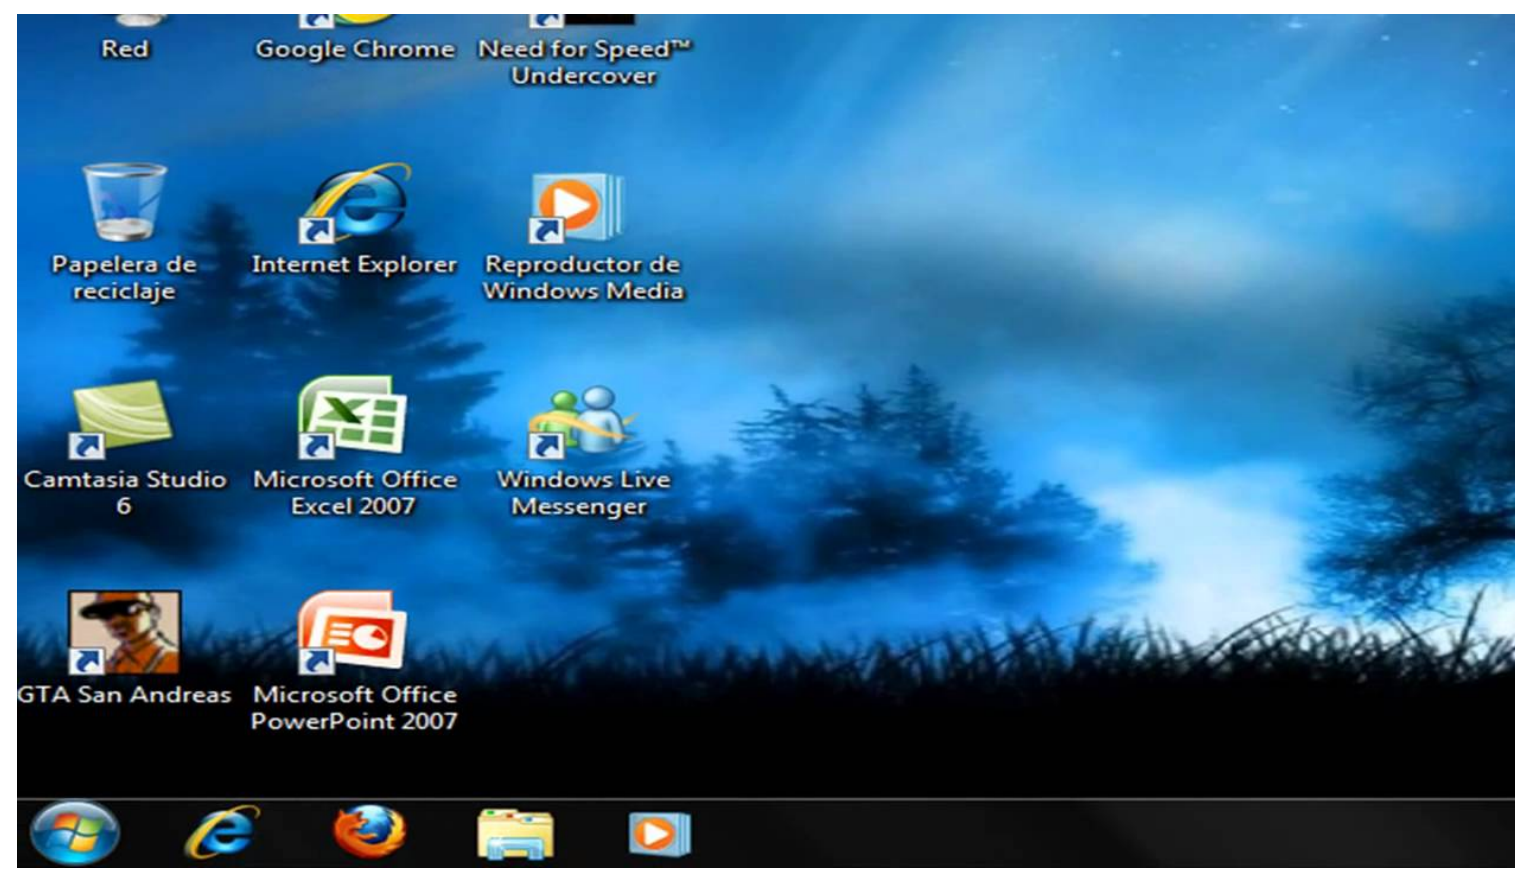 Red
Google Chrome
Need for Speed™
Undercover
Papelera de
reciclaje
Internet Explorer
Reproductor de
Windows Media
Camtasia Studio
6
Microsoft Office
Excel 2007
Windows Live
Messenger
GTA San Andreas
Microsoft Office
PowerPoint 2007